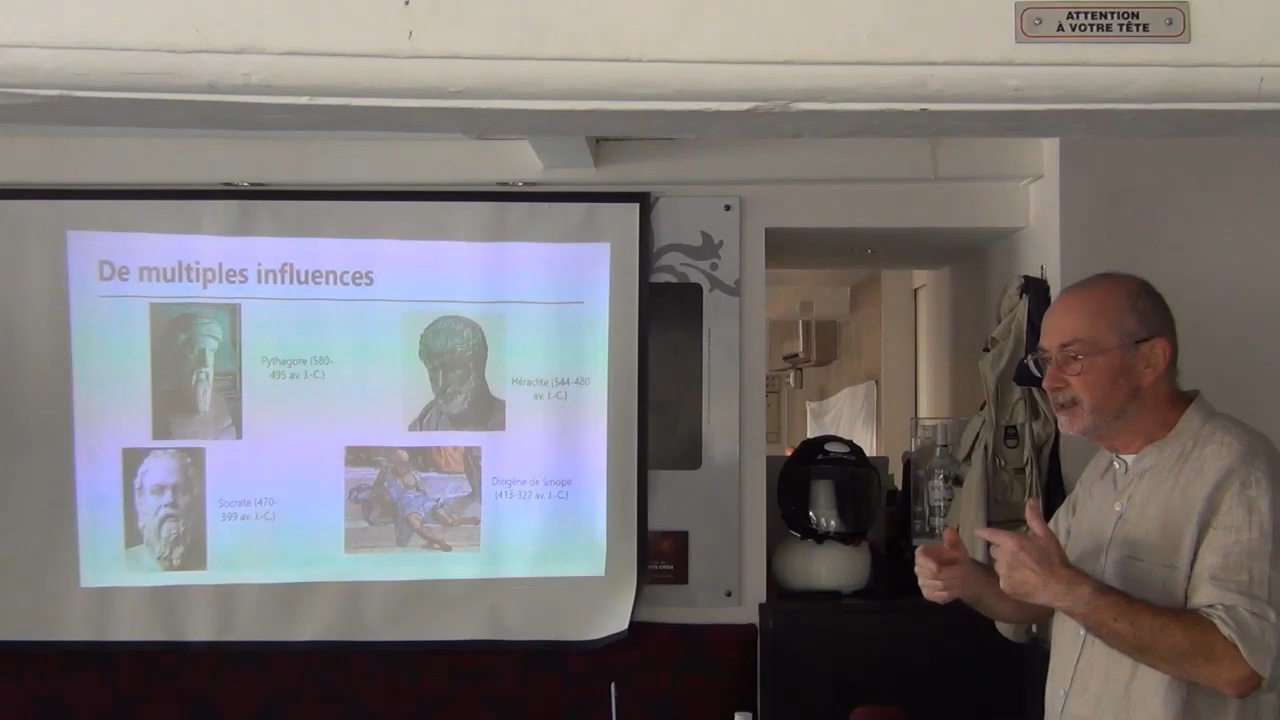 ATTENTION
À VOTRE TÊTE
De multiples influences
Pythagore (580-
495 av. J.-C.)
Héraclite (544-480
av. J.-C.)
Socrate (470-
399 av. J.-C.)
Diogène de Sinope
(413-327 av. J.-C.)